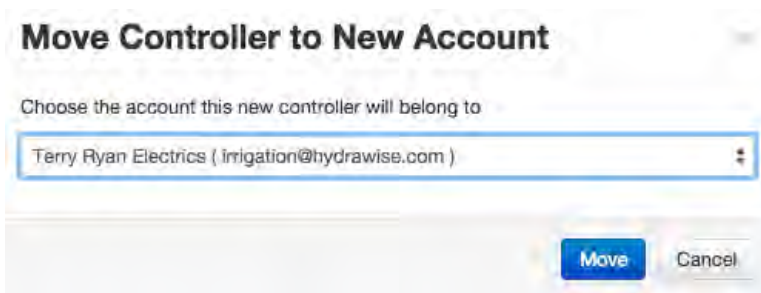 Move Controller to New Account
Choose the account this new controller will belong to
Terry Ryan Electrics ( irrigation@hydrawise.com )
Move Cancel